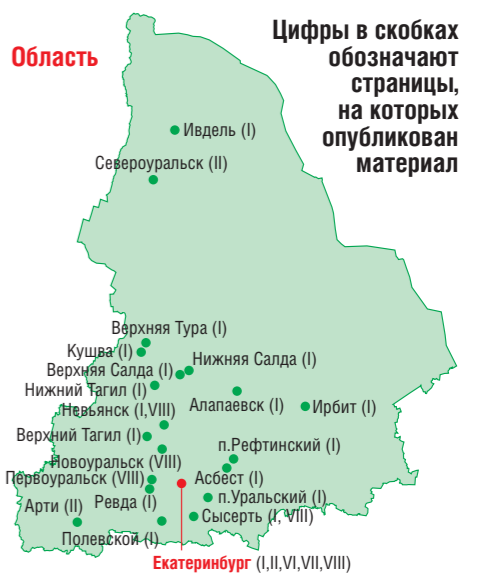 Область
Цифры в скобках
обозначают
страницы,
на которых
опубликован
материал
Ивдель (I)
Североуральск (II)
Верхняя Тура (I)
Кушва (I)
Нижняя Салда (I)
Верхняя Салда (I)
Нижний Тагил (I)
Алапаевск (I)
Ирбит (I)
Невьянск (I,VIII)
Верхний Тагил (I)
п.Рефтинский (I)
Новоуральск (VIII)
Первоуральск (VIII)
Асбест (I)
п.Уральский (I)
Ревда (I)
Арти (II)
Сысерть (I, VIII)
Полевской (I)
Екатеринбург (I,II,VI,VII,VIII)